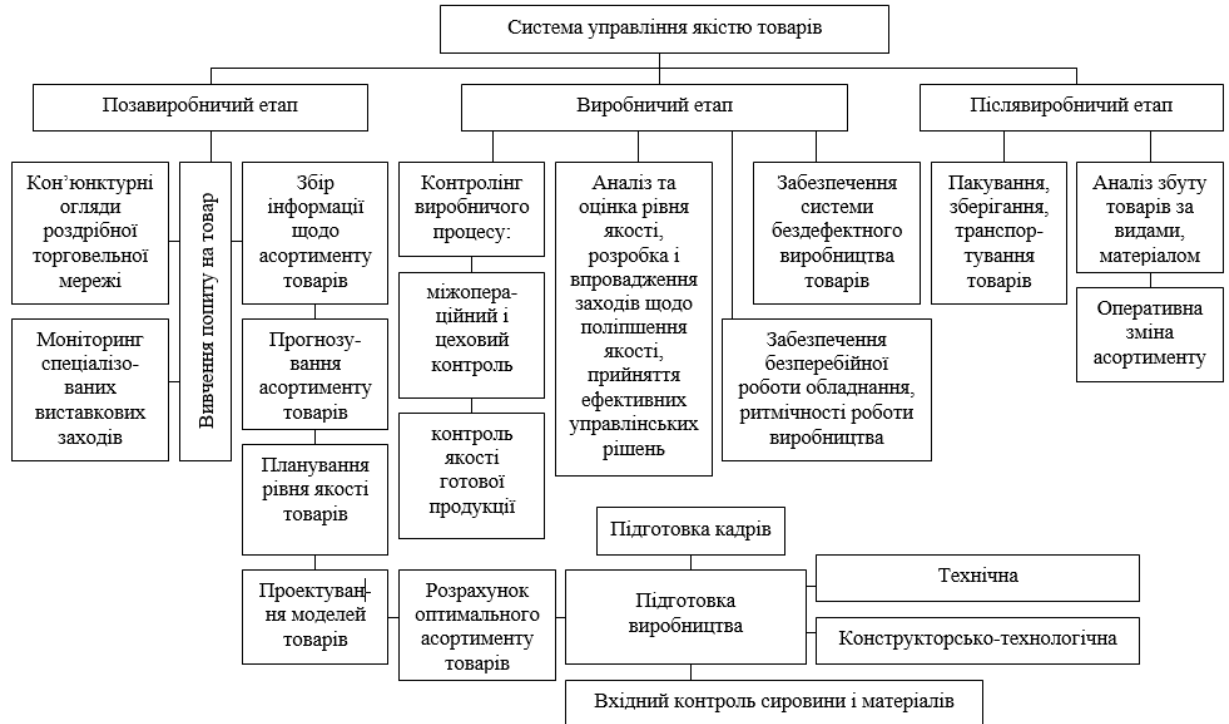 Система управління якістю товарів
Позавиробничий етап
Виробничий етап
Післявиробничий етап
Кон’юнктурні
огляди
роздрібної
торговельної
мережі
Моніторинг
спеціалізо-
ваних
виставкових
заходів
Вивчення попиту на товар
Збір
інформації
щодо
асортименту
товарів
Прогнозу-
вання
асортименту
товарів
Планування
рівня якості
товарів
Проектуван-
ня моделей
товарів
Контролінг
виробничого
процесу:
міжопера-
ційний і
цеховий
контроль
контроль
якості
готової
продукції
Розрахунок
оптимального
асортименту
товарів
Аналіз та
оцінка рівня
якості,
розробка і
впровадження
заходів щодо
поліпшення
якості,
прийняття
ефективних
управлінських
рішень
Забезпечення
системи
бездефектного
виробництва
товарів
Забезпечення
безперебійної
роботи обладнання,
ритмічності роботи
виробництва
Пакування,
зберігання,
транспор-
тування
товарів
Аналіз збуту
товарів за
видами,
матеріалом
Оперативна
зміна
асортименту
Підготовка кадрів
Підготовка
виробництва
Технічна
Конструкторсько-технологічна
Вхідний контроль сировини і матеріалів